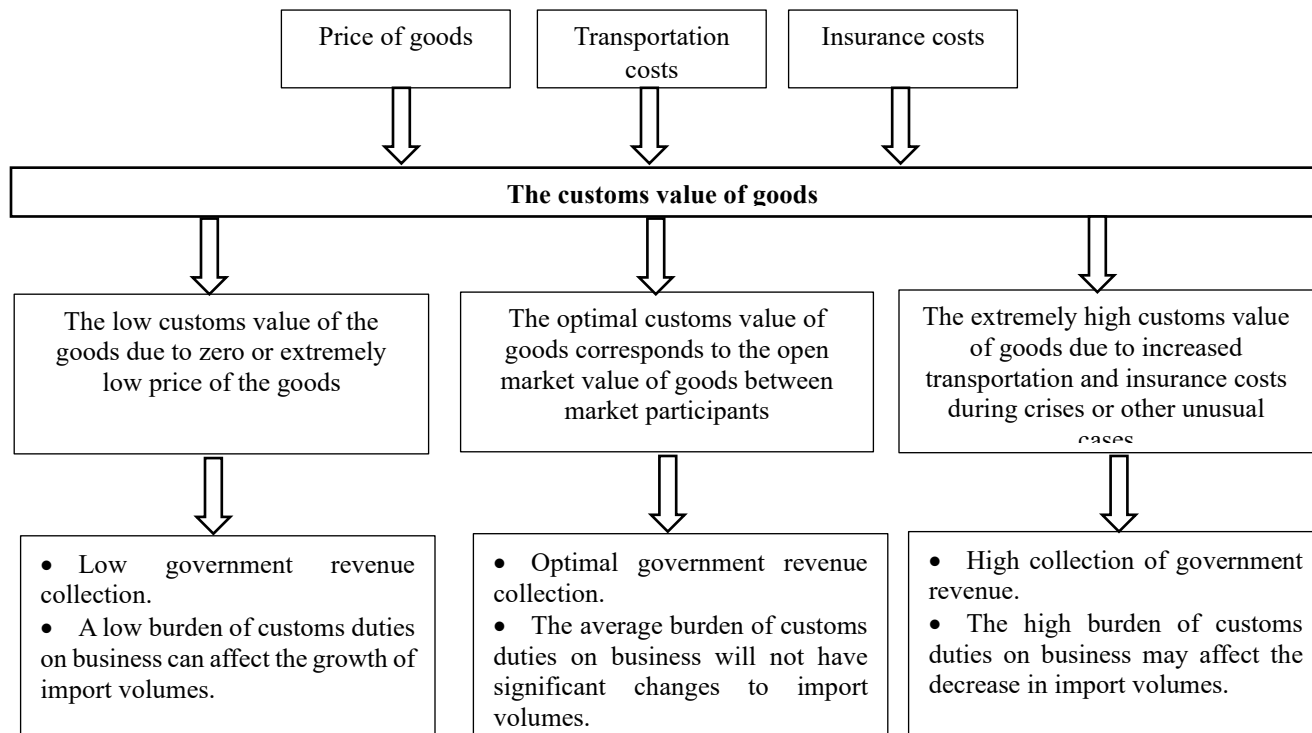 Price of goods
Transportation
costs
Insurance costs
The customs value of goods
The low customs value of the
goods due to zero or extremely
low price of the goods
The optimal customs value of
goods corresponds to the open
market value of goods between
market participants
The extremely high customs value
of goods due to increased
transportation and insurance costs
during crises or other unusual
cases
• Low government revenue
collection.
• A low burden of customs duties
on business can affect the growth of
import volumes.
• Optimal government revenue
collection.
• The average burden of customs
duties on business will not have
significant changes to import
volumes.
• High collection of government
revenue.
• The high burden of customs
duties on business may affect the
decrease in import volumes.